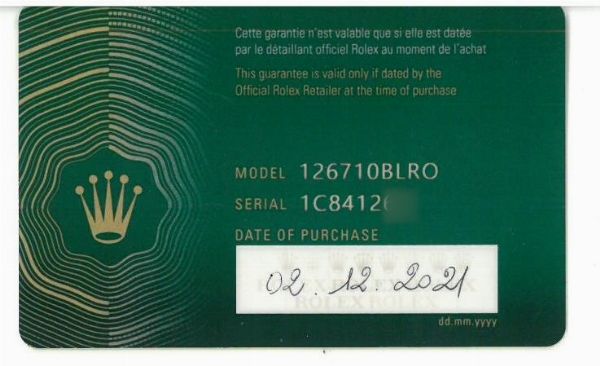 Cette garantie n'est valable que si elle est datée
par le détaillant officiel Rolex au moment de l'achat
This guarantee is valid only if dated by the
Official Rolex Retailer at the time of purchase
MODEL 126710BLRO
SERIAL 1C8412
DATE OF PURCHASE
02.12.2021
ROLEX ROLEX
dd.mm.yyyy